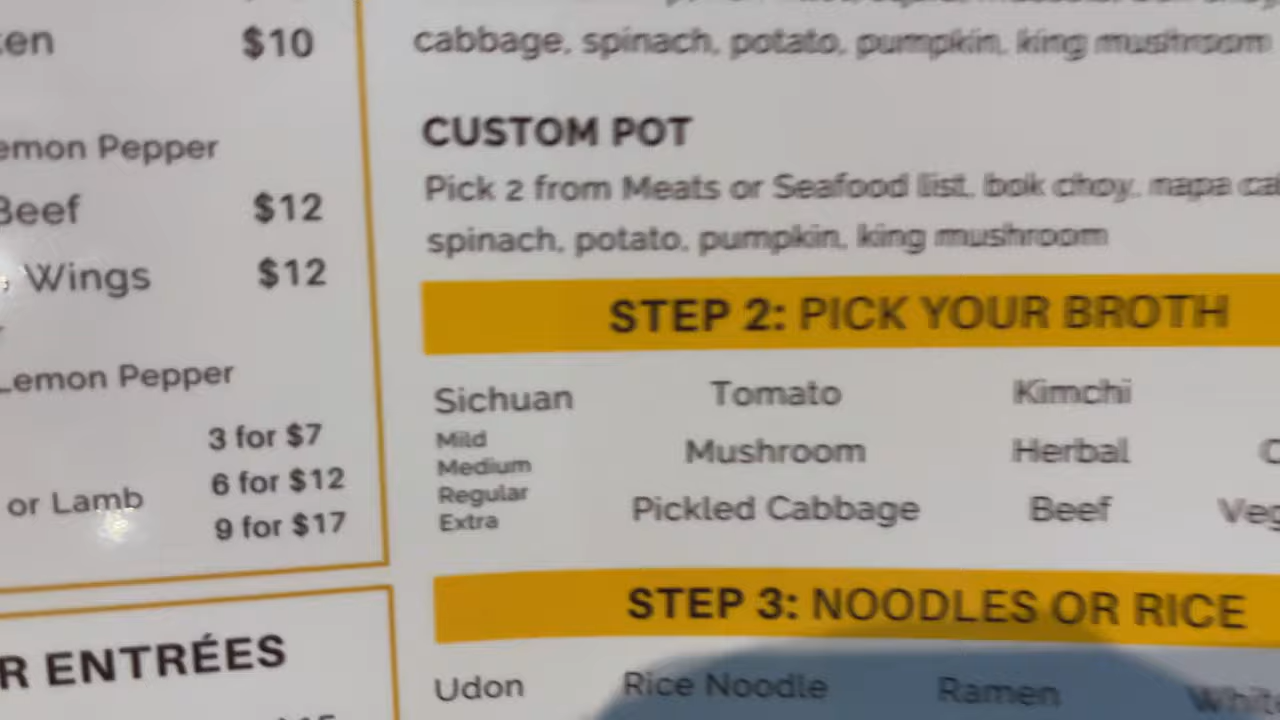 $10
emon Pepper
Beef $12
Wings $12
Lemon Pepper
3 for $7
6 for $12
or Lamb
9 for $17
R ENTRÉES
cabbage, spinach, potato, pumpkin, king mushroom
CUSTOM POT
Pick 2 from Meats or Seafood list, bok choy, napa
spinach, potato, pumpkin, king mushroom
STEP 2: PICK YOUR BROTH
Sichuan Tomato Kimchi
Mild
Medium
Regular
Extra
Mushroom Herbal
Pickled Cabbage Beef
STEP 3: NOODLES OR RICE
Udon Rice Noodle Ramen White